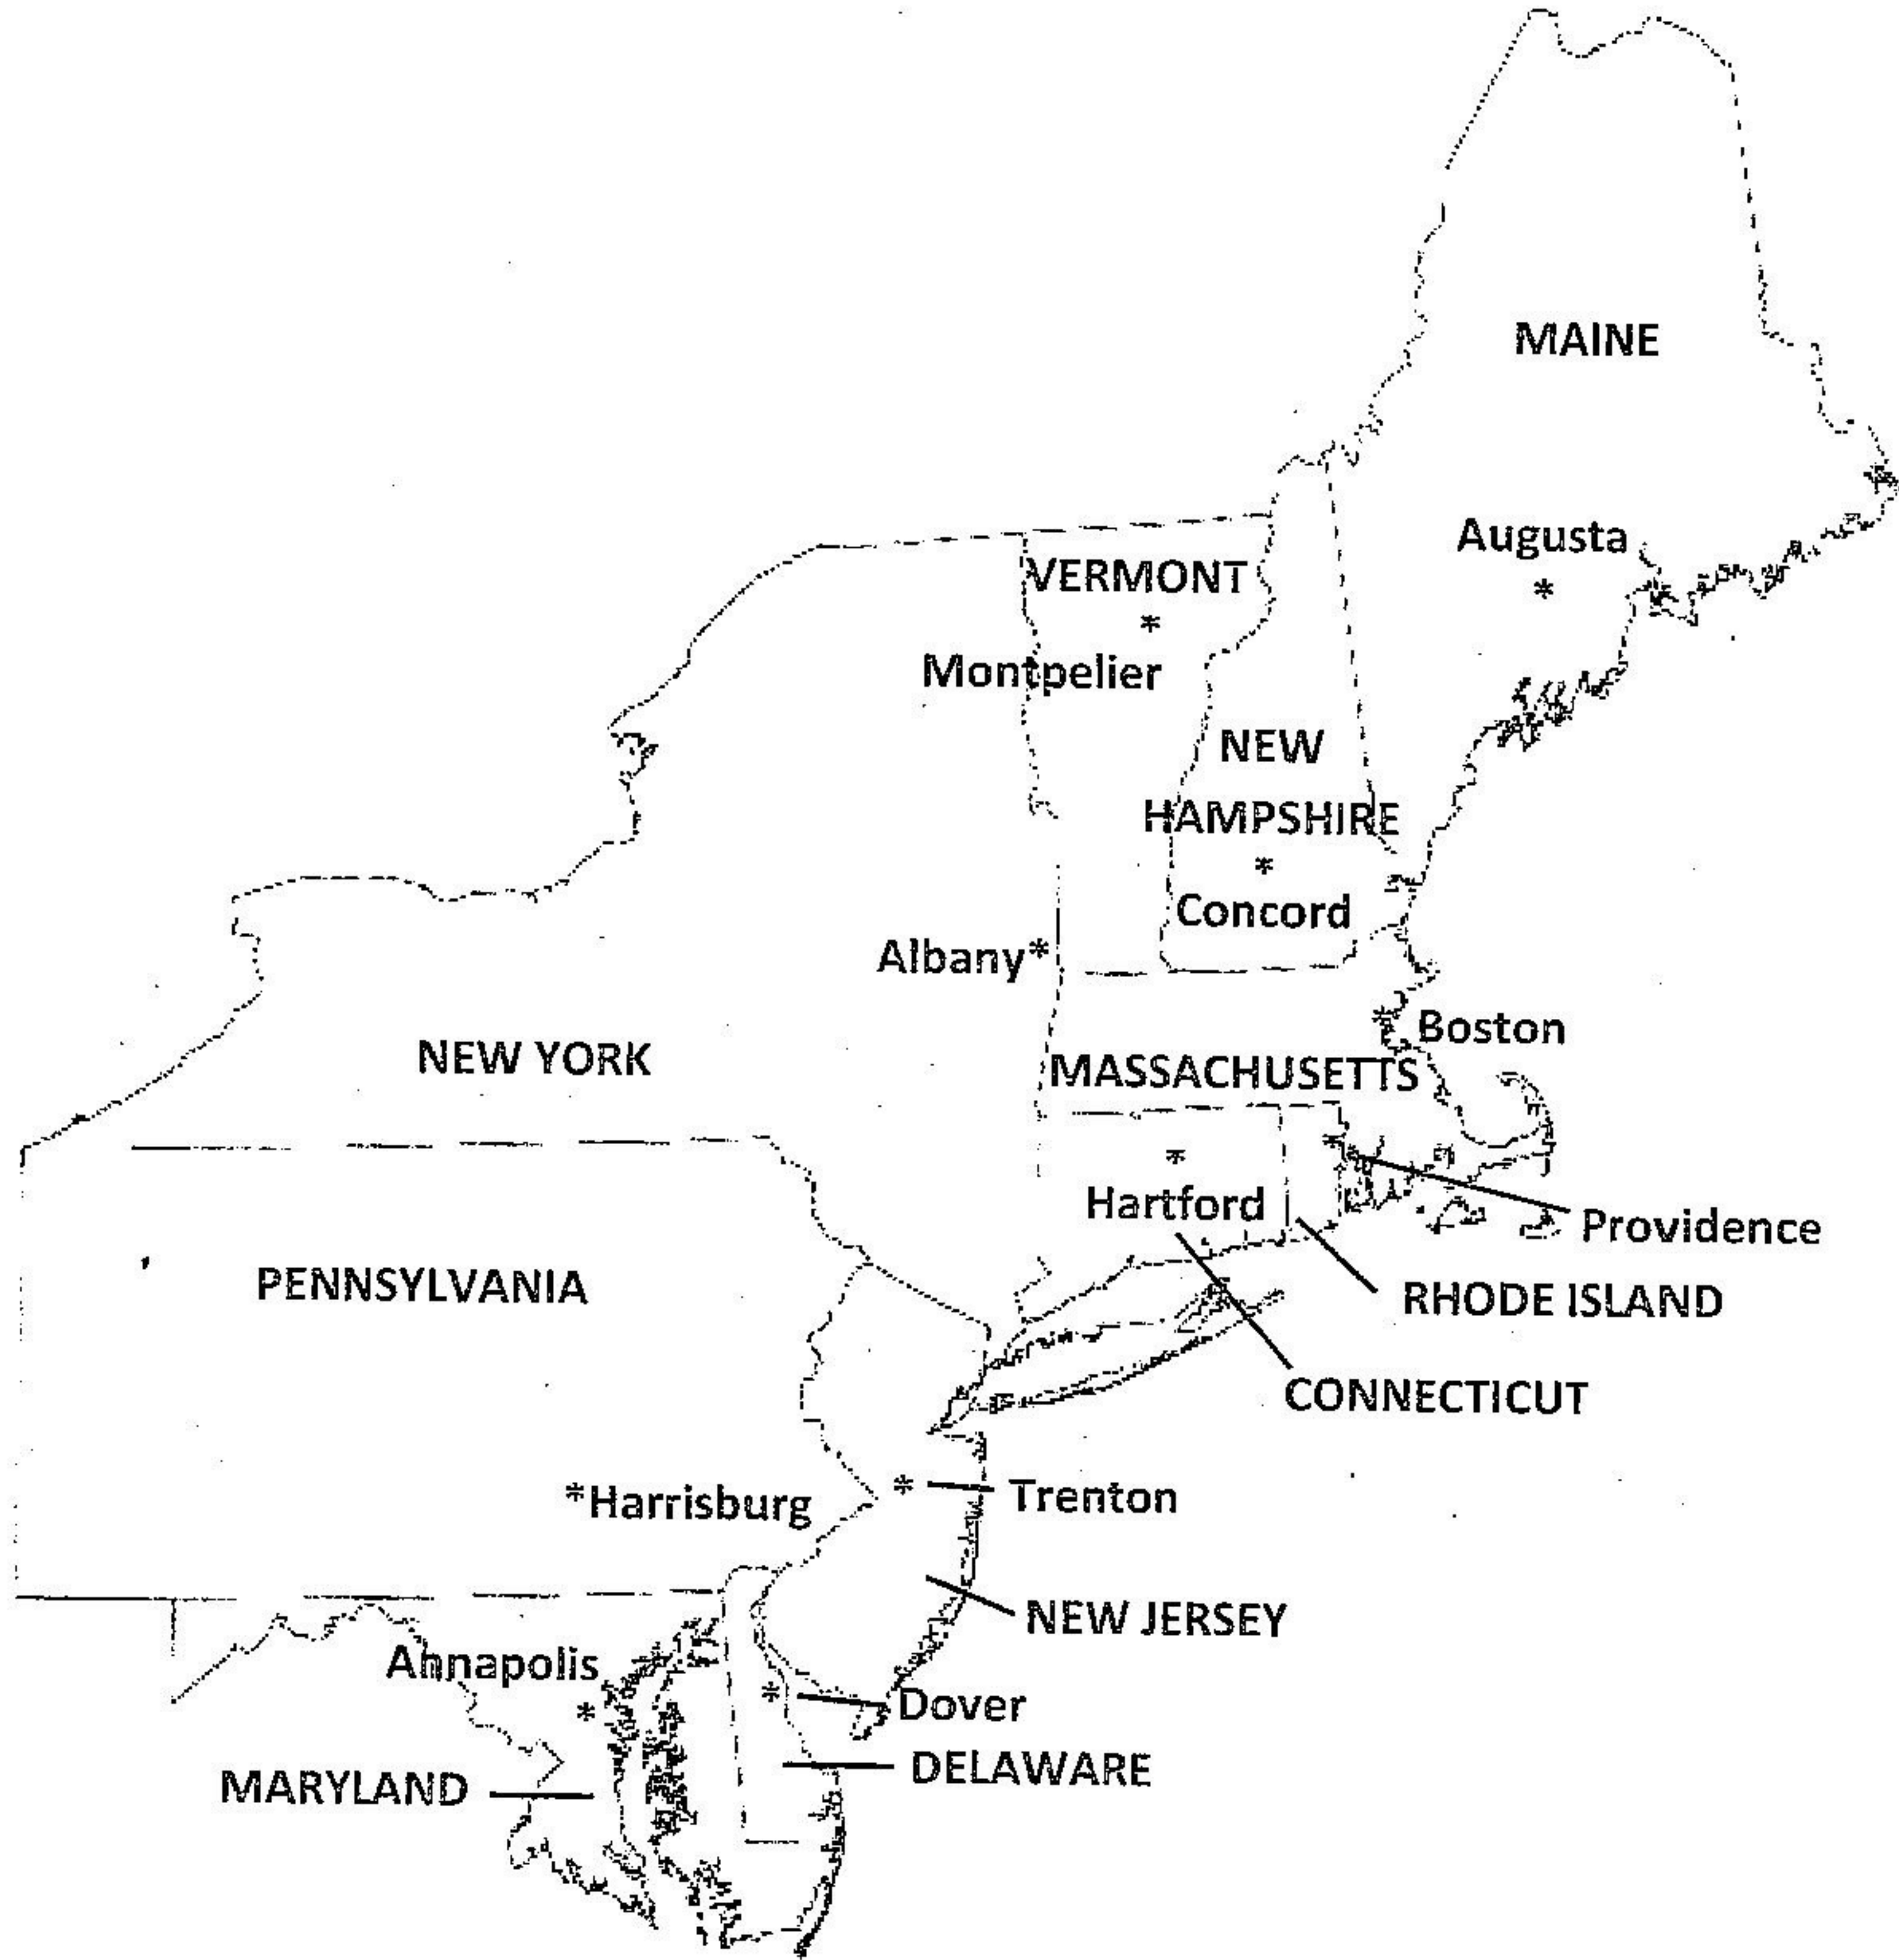 MAINE
Augusta
*
VERMONT
*
Montpelier
NEW
HAMPSHIRE
*
Concord
Albany*
* Boston
NEW YORK
MASSACHUSETTS
*
*
Hartford
Providence
PENNSYLVANIA
RHODE ISLAND
CONNECTICUT
*Harrisburg
* Trenton
NEW JERSEY
Annapolis
*
* Dover
DELAWARE
MARYLAND